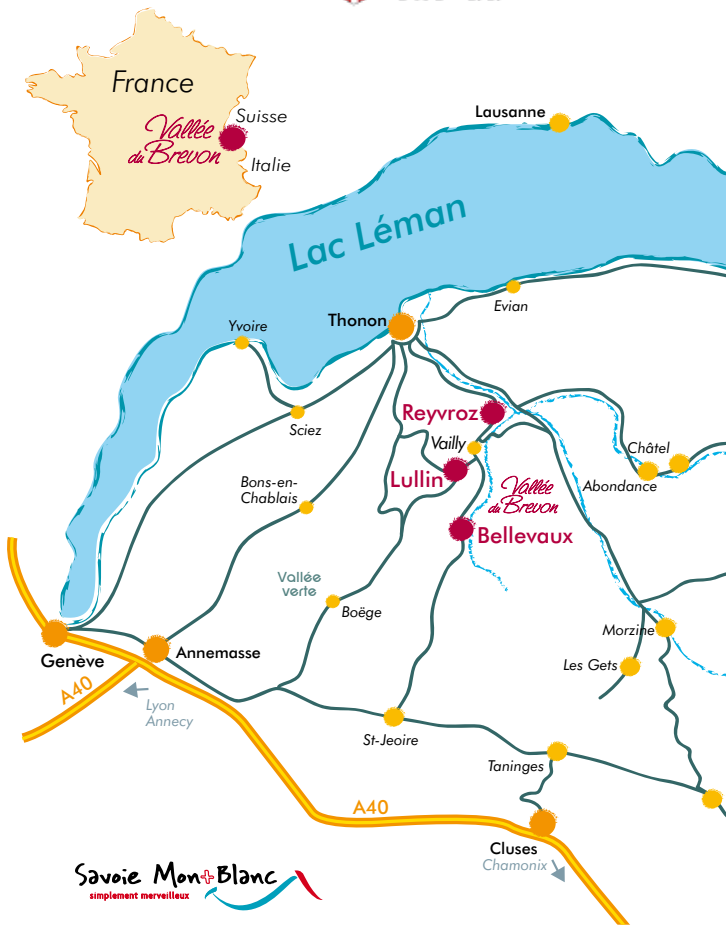 France
Suisse
Vallée
du Brevon
Italie
Lausanne
Lac Léman
Evian
Thonon
Yvoire
Sciez
Reyvroz
Vailly
Châtel
Lullin
Abondance
Bons-en-
Chablais
Vallée
du Brevon
Bellevaux
Vallée
verte
Boëge
Morzine
Genève
Annemasse
Les Gets
A40
Lyon
Annecy
St-Jeoire
Taninges
A40
Cluses
Chamonix
Savoie Mont Blanc
simplement merveilleux